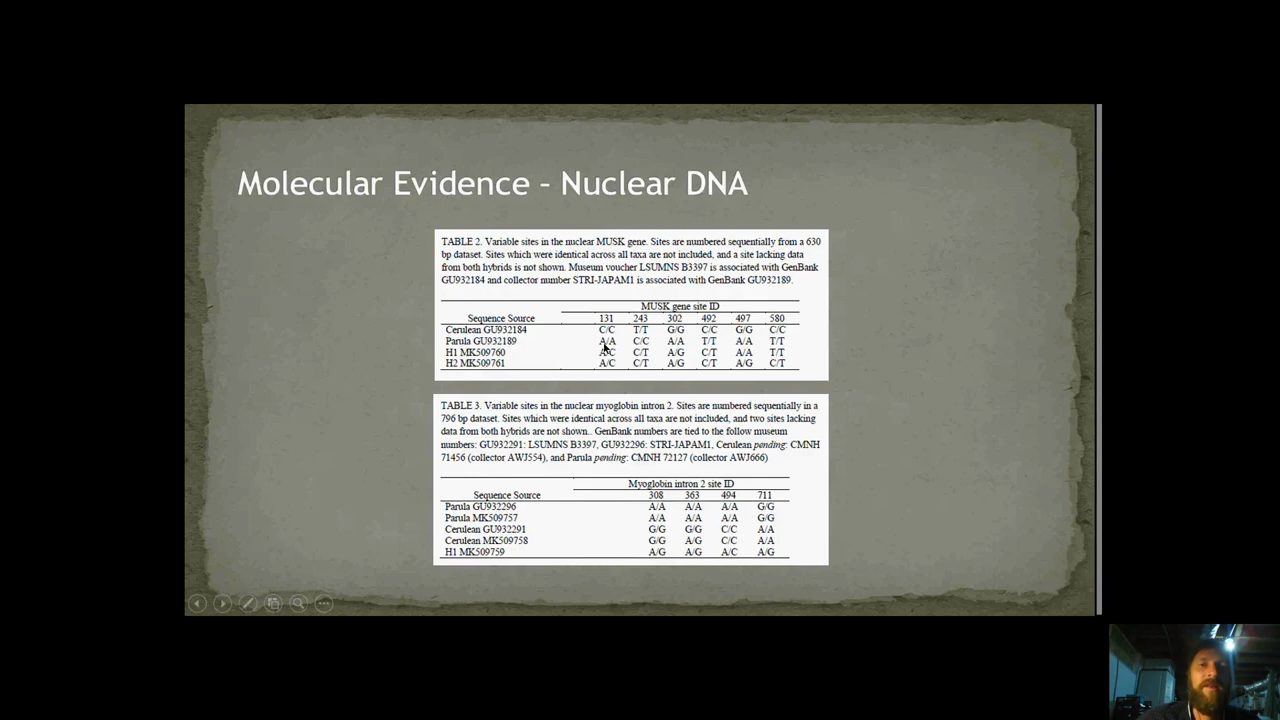 Molecular Evidence - Nuclear DNA
TABLE 2. Variable sites in the nuclear MUSK gene. Sites are numbered sequentially from a 630
bp dataset. Sites which were identical across all taxa are not included, and a site lacking data
from both hybrids is not shown. Museum voucher LSUMNS B3397 is associated with GenBank
GU932184 and collector number STRI-JAPAM1 is associated with GenBank GU932189.
MUSK gene site ID
Sequence Source 131 243 302 492 497 580
Cerulean GU932184 C/C T/T G/G C/C G/G C/C
Parula GU932189 A/A C/C A/A T/T A/A T/T
H1 MK509760 A/C C/T A/G C/T A/A T/T
H2 MK509761 A/C C/T A/G C/T A/G C/T
TABLE 3. Variable sites in the nuclear myoglobin intron 2. Sites are numbered sequentially in a
796 bp dataset. Sites which were identical across all taxa are not included, and two sites lacking
data from both hybrids are not shown.. GenBank numbers are tied to the follow museum
numbers: GU932291: LSUMNS B3397, GU932296: STRI-JAPAM1, Cerulean pending: CMNH
71456 (collector AWJ554), and Parula pending: CMNH 72127 (collector AWJ666)
Myoglobin intron 2 site ID
Sequence Source 308 363 494 711
Parula GU932296 A/A A/A A/A G/G
Parula MK509757 A/A A/A A/A G/G
Cerulean GU932291 G/G G/G C/C A/A
Cerulean MK509758 G/G A/G C/C A/A
H1 MK509759 A/G A/G A/C A/G